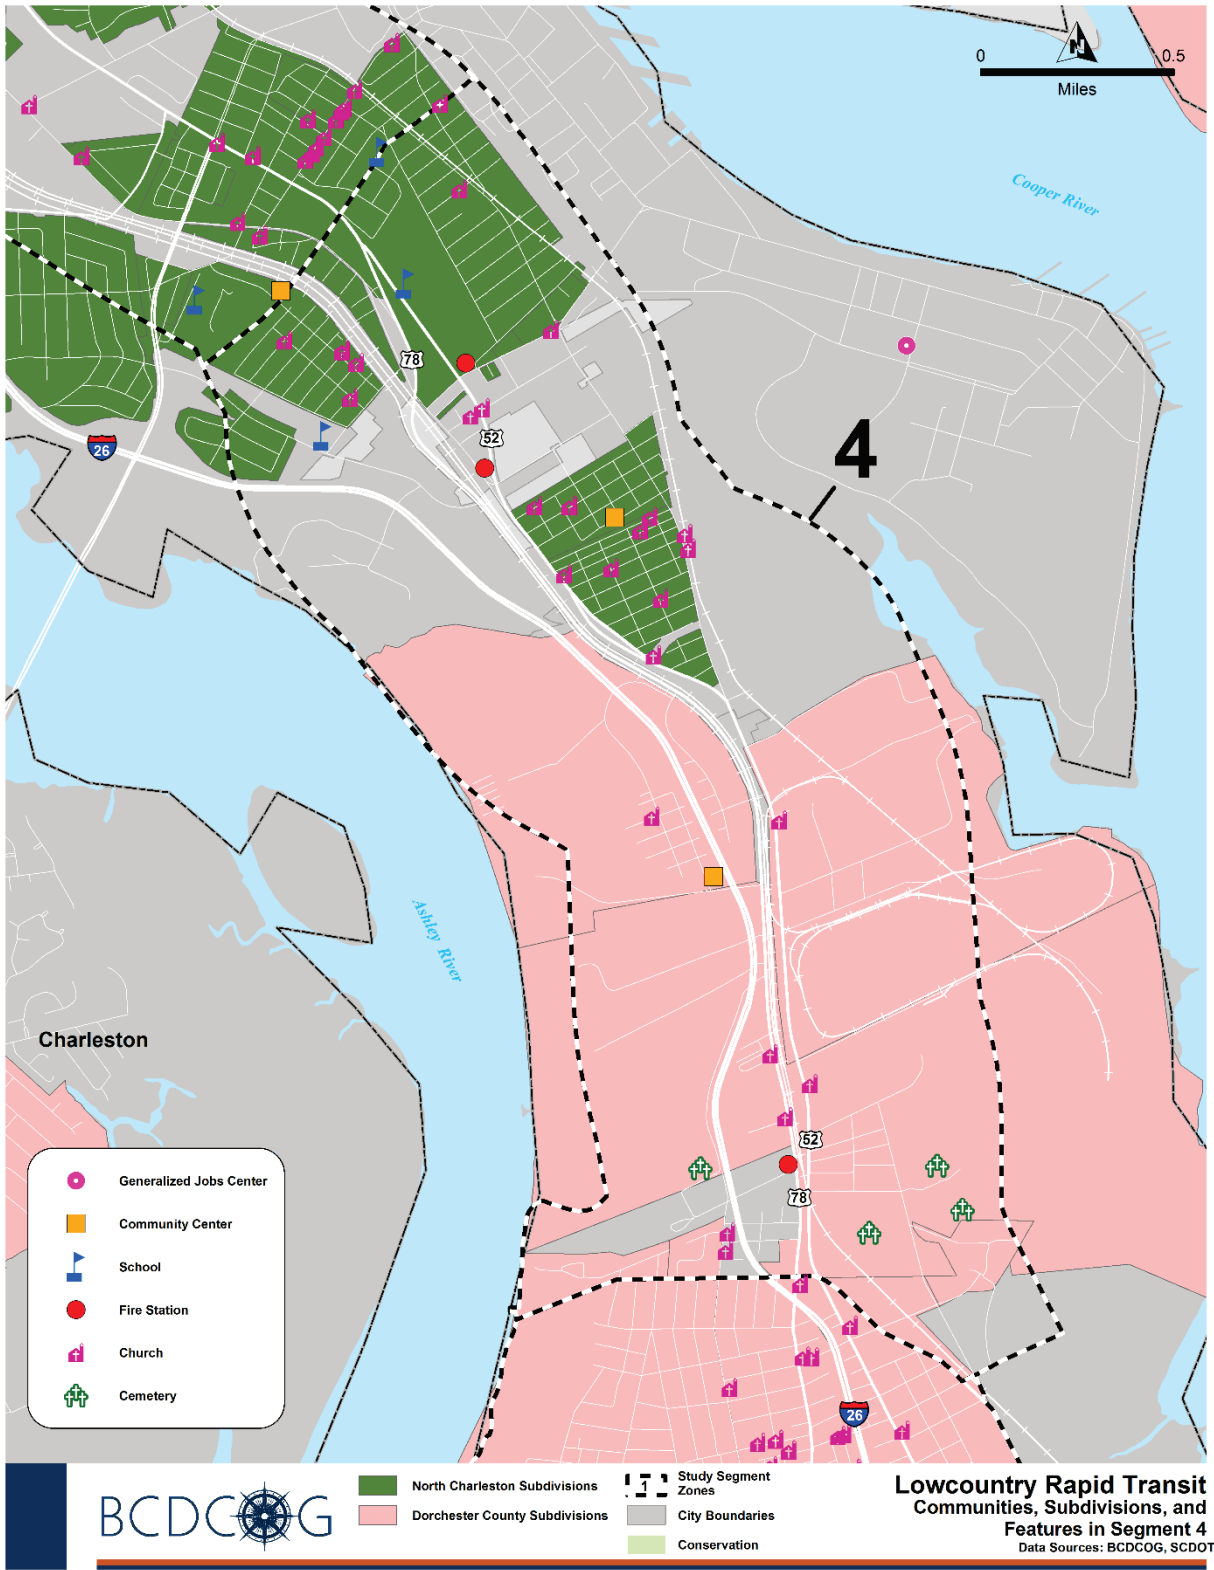 N
0 0.5
Miles
Cooper River
78
26
52
4
Ashley River
Charleston
52
78
26
Generalized Jobs Center
Community Center
School
Fire Station
Church
Cemetery
BCDCOG
North Charleston Subdivisions
Dorchester County Subdivisions
1
Study Segment
Zones
City Boundaries
Conservation
Lowcountry Rapid Transit
Communities, Subdivisions, and
Features in Segment 4
Data Sources: BCDCOG, SCDOT